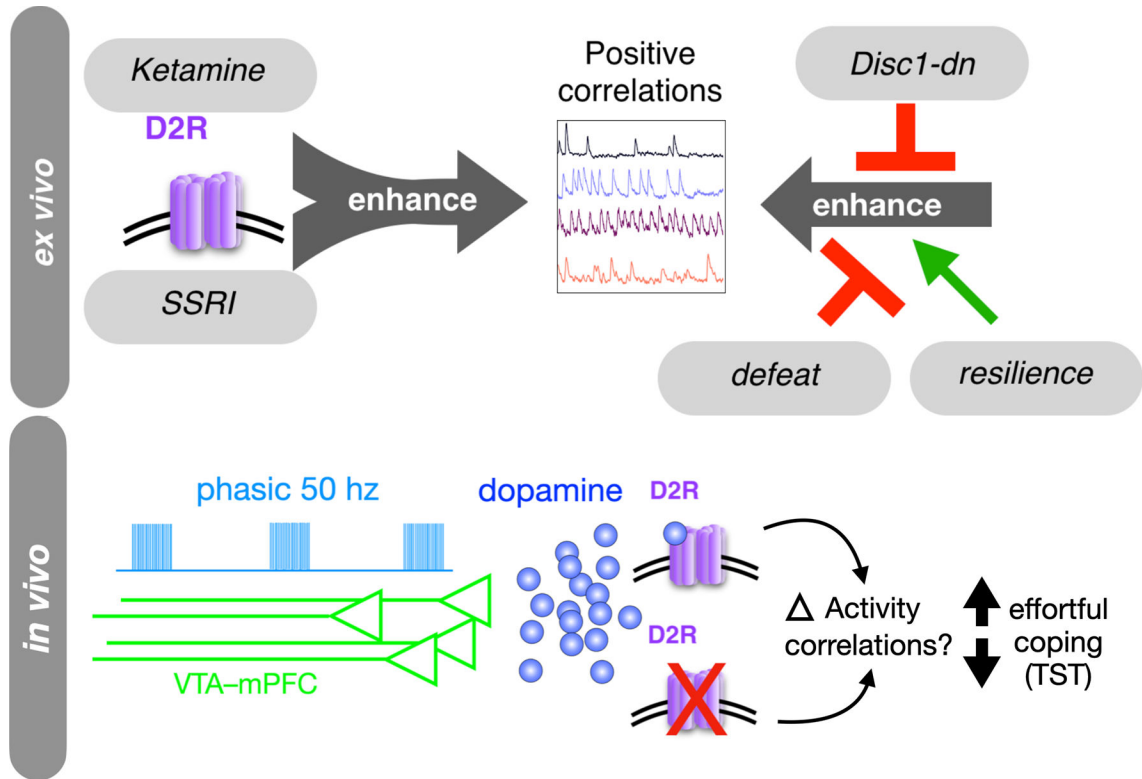 ex vivo
Ketamine
D2R
SSRI
enhance
Positive
correlations
Disc1-dn
enhance
defeat
resilience
in vivo
phasic 50 hz
VTA–mPFC
dopamine
D2R
D2R
Δ Activity
correlations?
effortful
coping
(TST)